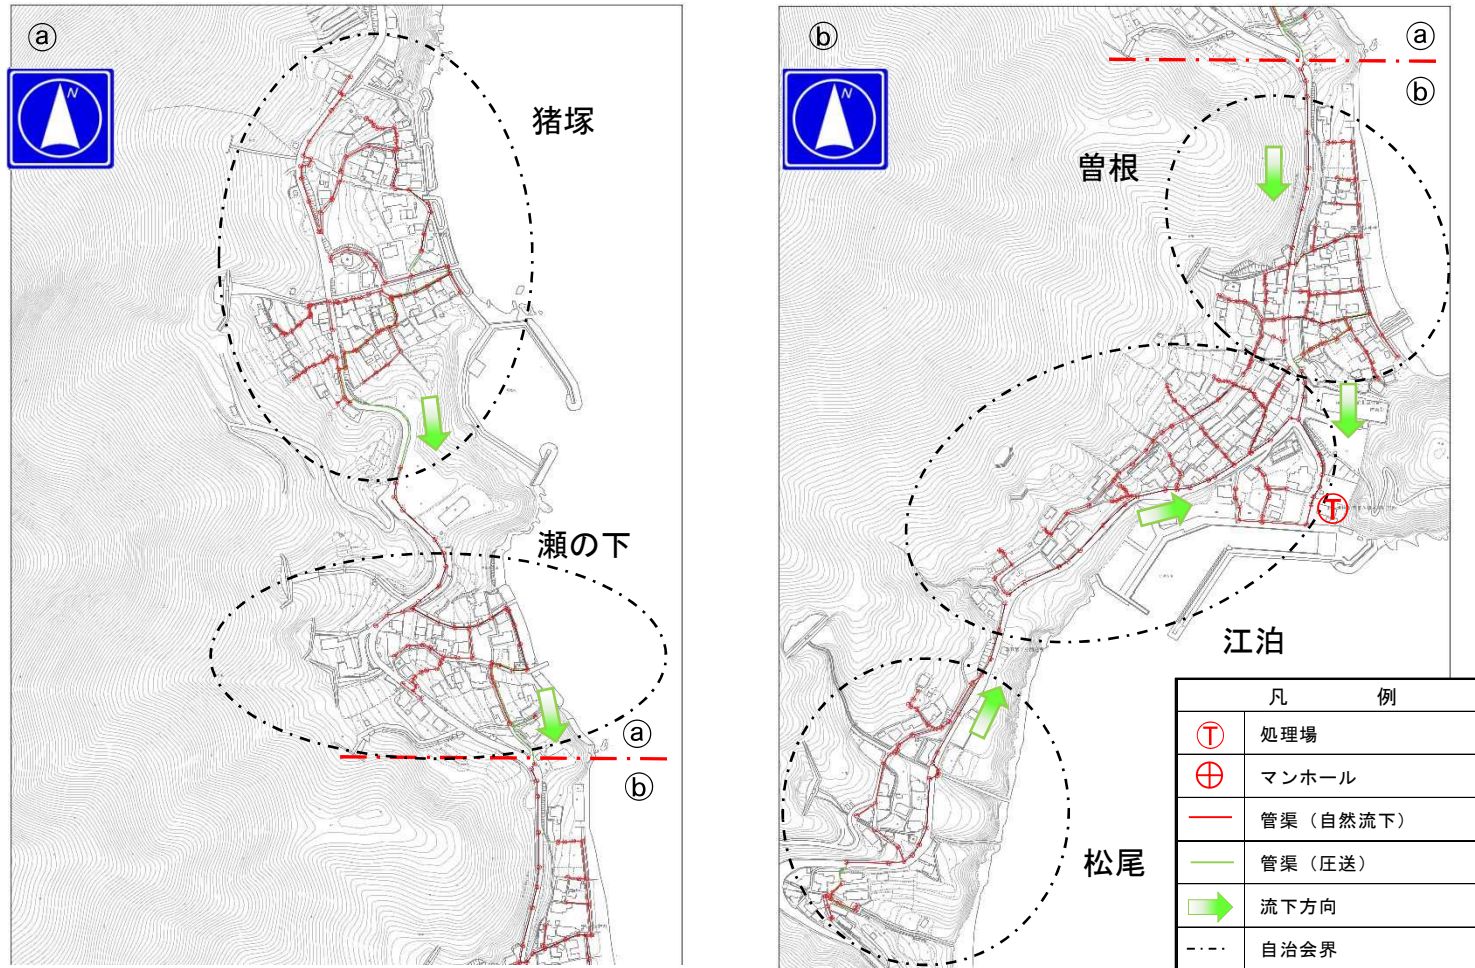 ⓐ
N
猪塚
瀬の下
ⓐ
ⓑ
ⓑ
N
ⓐ
ⓑ
曽根
江泊
松尾
T
凡 例
T 処理場
マンホール
管渠（自然流下）
管渠（圧送）
流下方向
自治会界